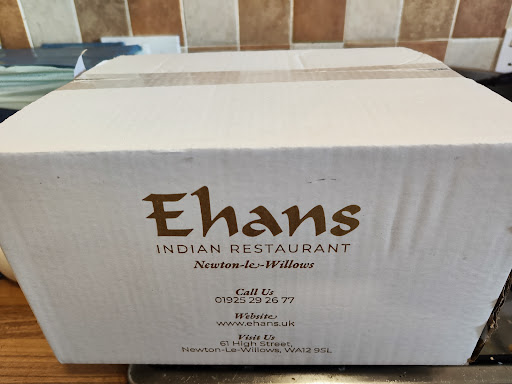 Ehans
INDIAN RESTAURANT
Newton-le-Willows
Call Us
01925 29 26 77
Website
www.ehans.uk
Visit Us
61 High Street,
Newton-Le-Willows, WA12 9SL